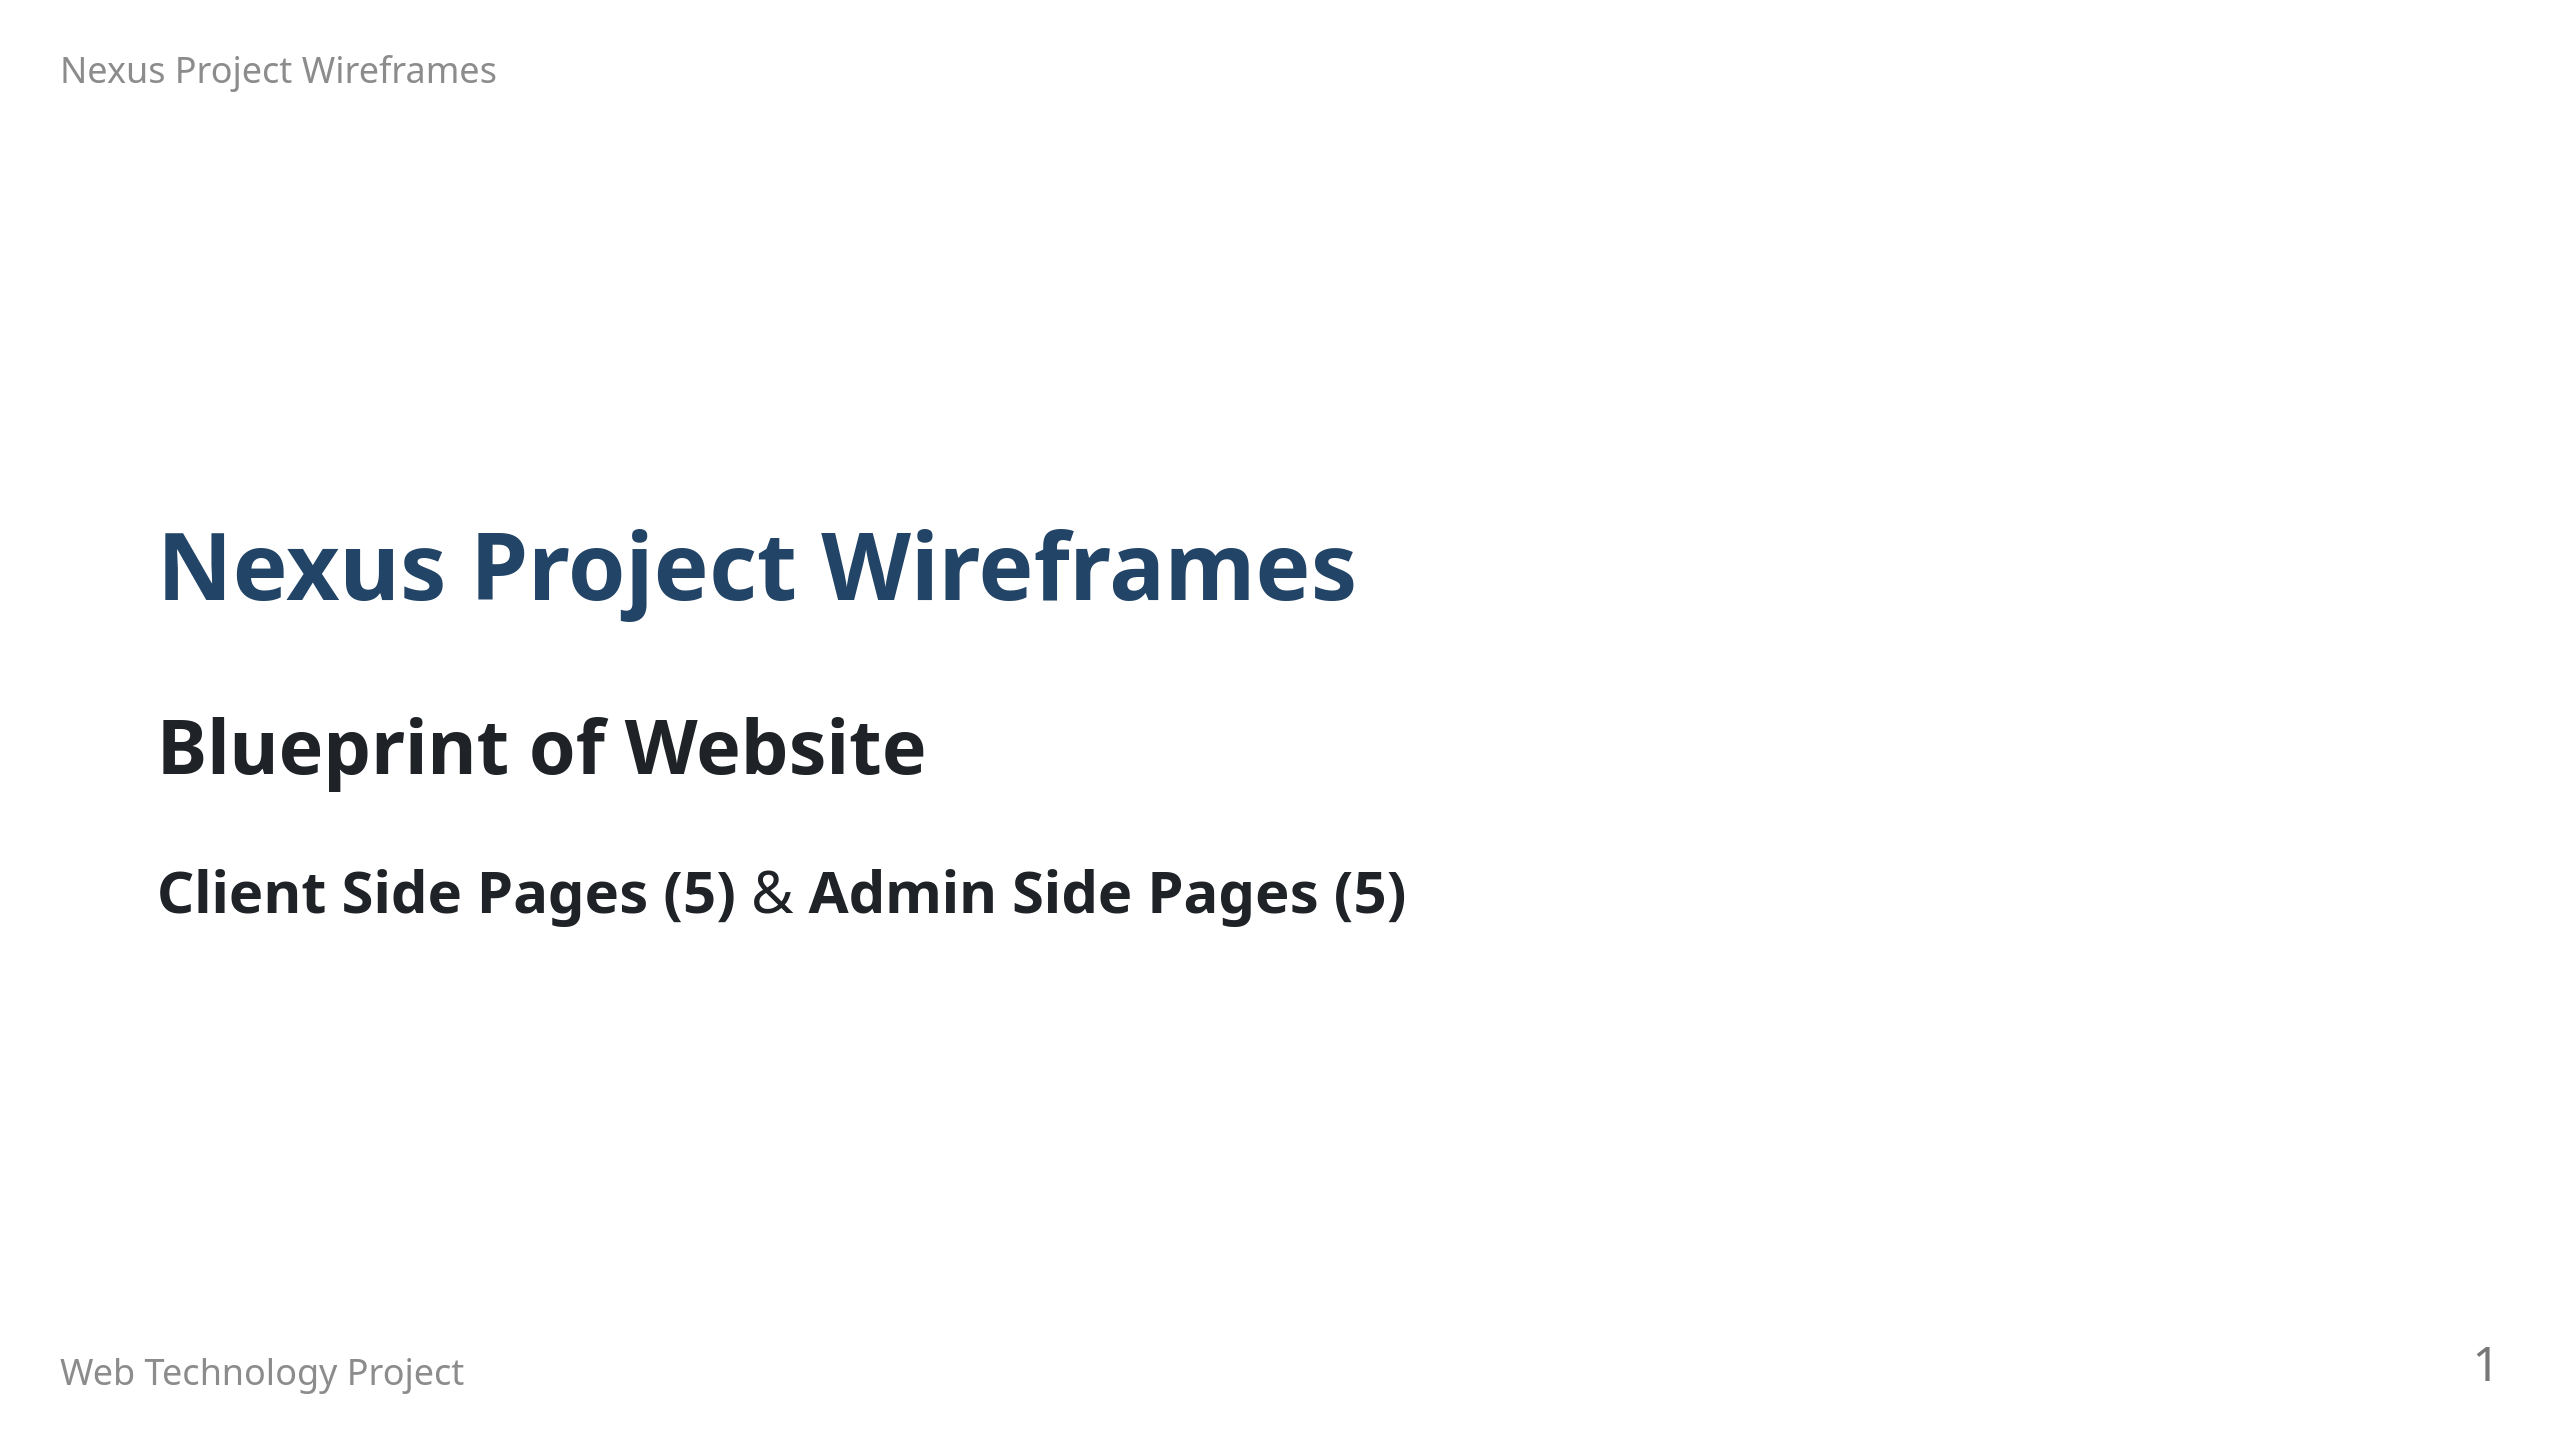 Nexus Project Wireframes
Nexus Project Wireframes
Blueprint of Website
Client Side Pages (5) & Admin Side Pages (5)
Web Technology Project
1